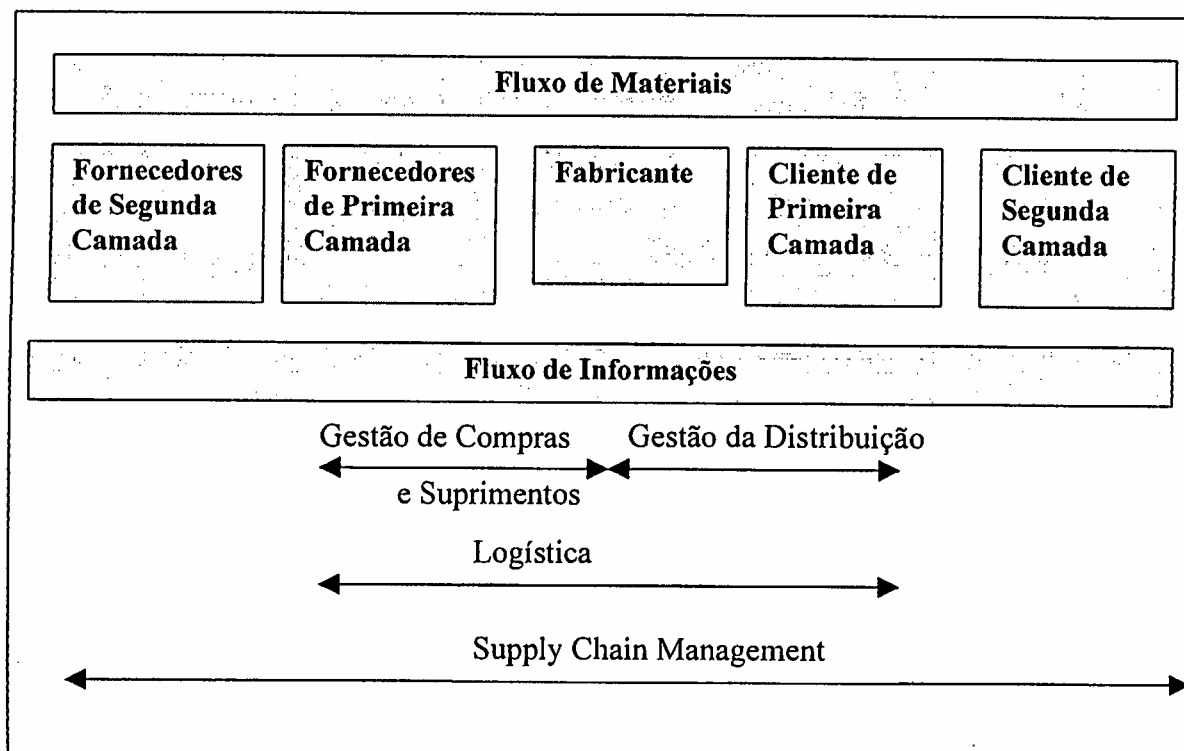 Fluxo de Materiais
Fornecedores
de Segunda
Camada
Fornecedores
de Primeira
Camada
Fabricante
Cliente de
Primeira
Camada
Cliente de
Segunda
Camada
Fluxo de Informações
Gestão de Compras
e Suprimentos
Gestão da Distribuição
Logística
Supply Chain Management